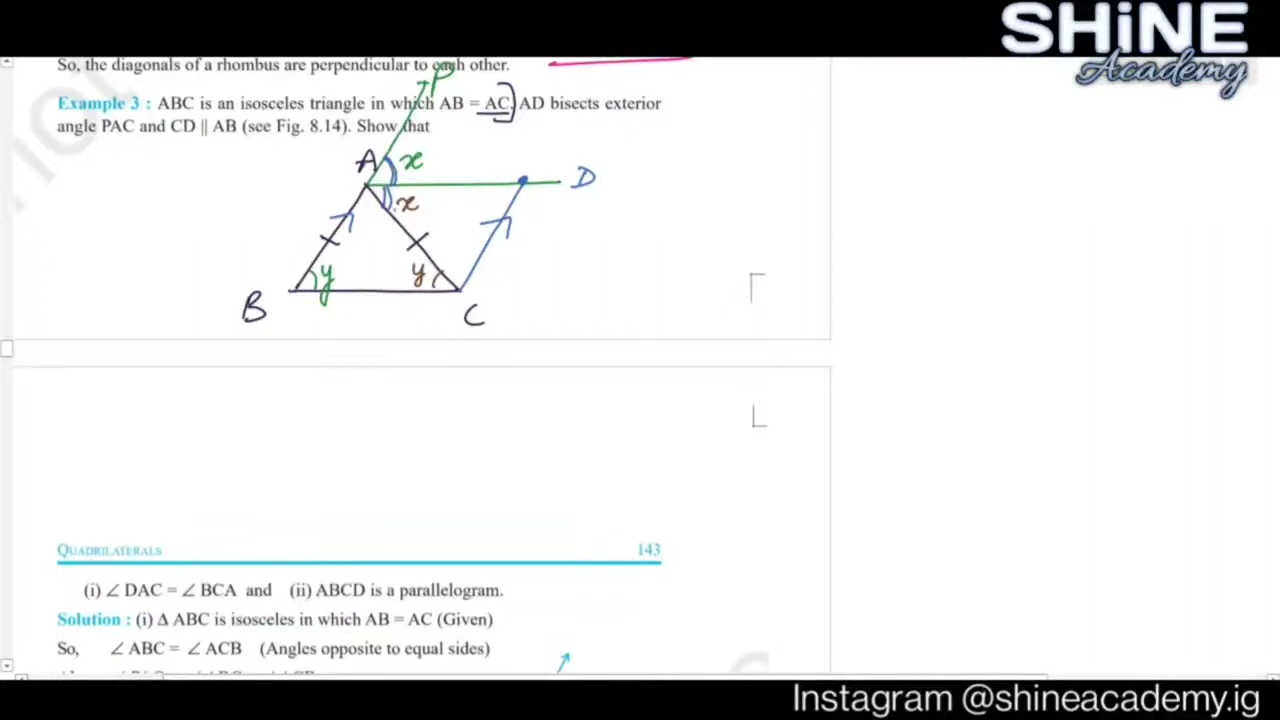 SHiNE
Academy
So, the diagonals of a rhombus are perpendicular to each other.
P
Example 3 : ABC is an isosceles triangle in which AB = AC. AD bisects exterior
angle PAC and CD || AB (see Fig. 8.14). Show that
A x
D
x
y y
B C
QUADRILATERALS 143
(i) ∠ DAC = ∠ BCA and (ii) ABCD is a parallelogram.
Solution : (i) Δ ABC is isosceles in which AB = AC (Given)
So, ∠ ABC = ∠ ACB (Angles opposite to equal sides)
Instagram @shineacademy.ig